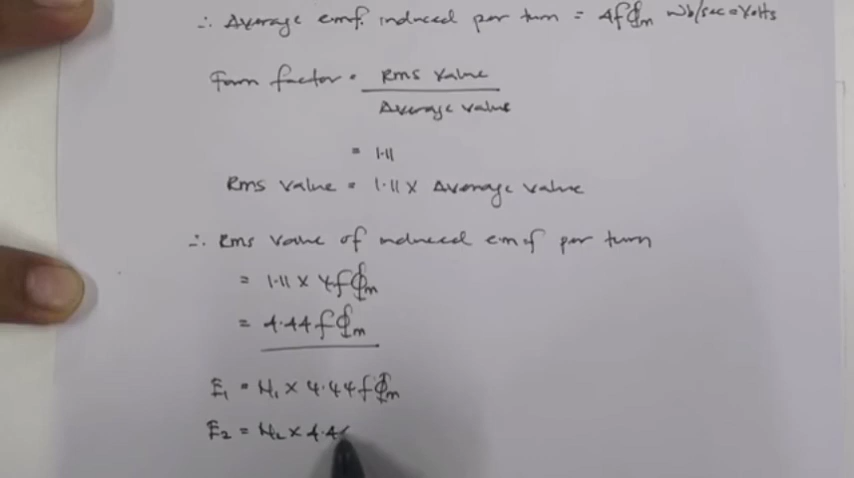 ∴ Average emf. induced per turn = 4fΦm Wb/sec = Volts
Form factor = Rms Value
Average value
= 1.11
Rms value = 1.11 × Average value
∴ Rms value of induced emf per turn
= 1.11 × 4fΦm
= 4.44fΦm
E₁ = N₁ × 4.44fΦm
E₂ = N₂ × 4.44